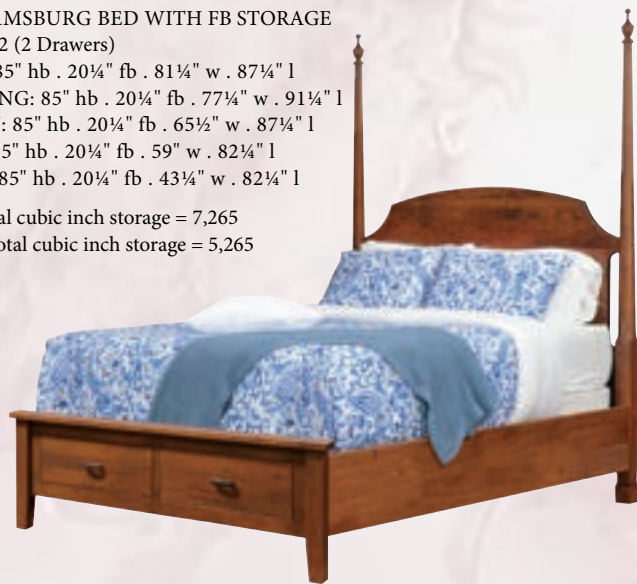 AMSBURG BED WITH FB STORAGE
2 (2 Drawers)
85" hb . 20¼" fb . 81¼" w . 87¼" l
NG: 85" hb . 20¼" fb . 77¼" w . 91¼" l
: 85" hb . 20¼" fb . 65½" w . 87¼" l
5" hb . 20¼" fb . 59" w . 82¼" l
85" hb . 20¼" fb . 43¼" w . 82¼" l
al cubic inch storage = 7,265
otal cubic inch storage = 5,265